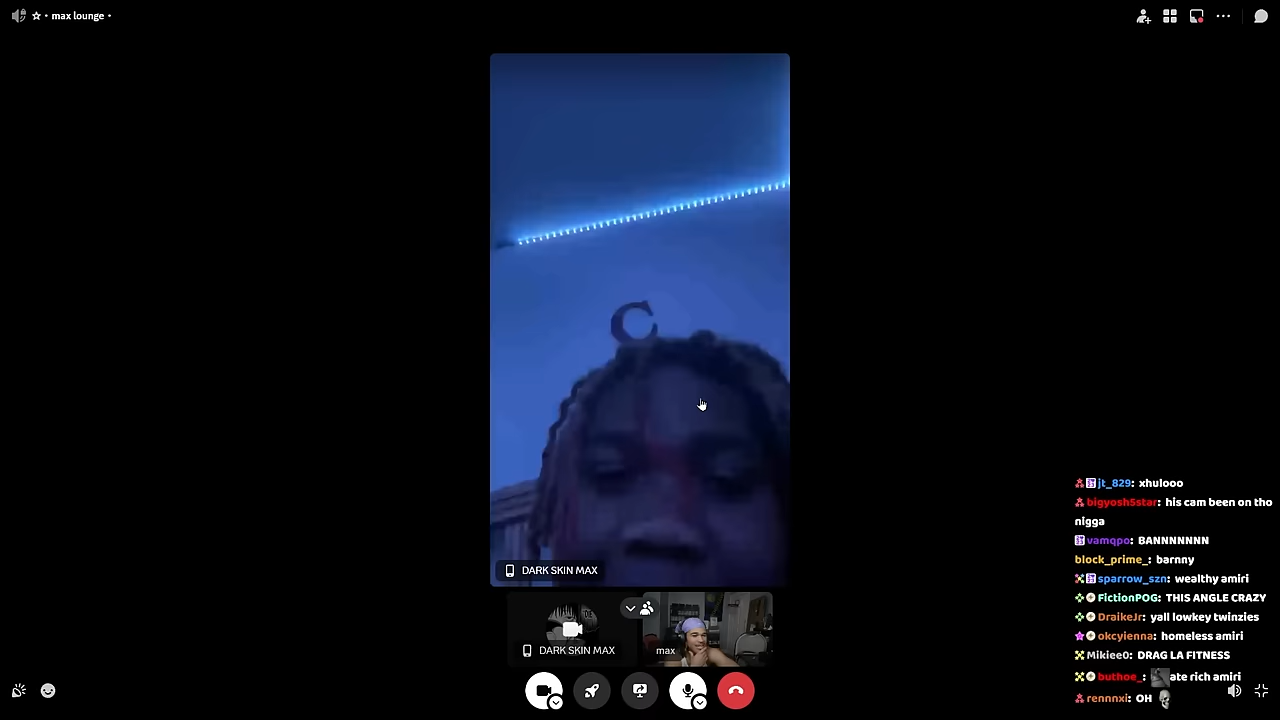 ☆ • max lounge •
C
DARK SKIN MAX
DARK SKIN MAX
max
jt_829: xhulooo
bigyosh5star: his cam been on tho
nigga
vamqpo: BANNNNNNN
block_prime_: barnny
sparrow_szn: wealthy amiri
FictionPOG: THIS ANGLE CRAZY
DraikeJr: yall lowkey twinzies
okcyienna: homeless amiri
Mikiee0: DRAG LA FITNESS
buthoe_: ate rich amiri
rennnxi: OH